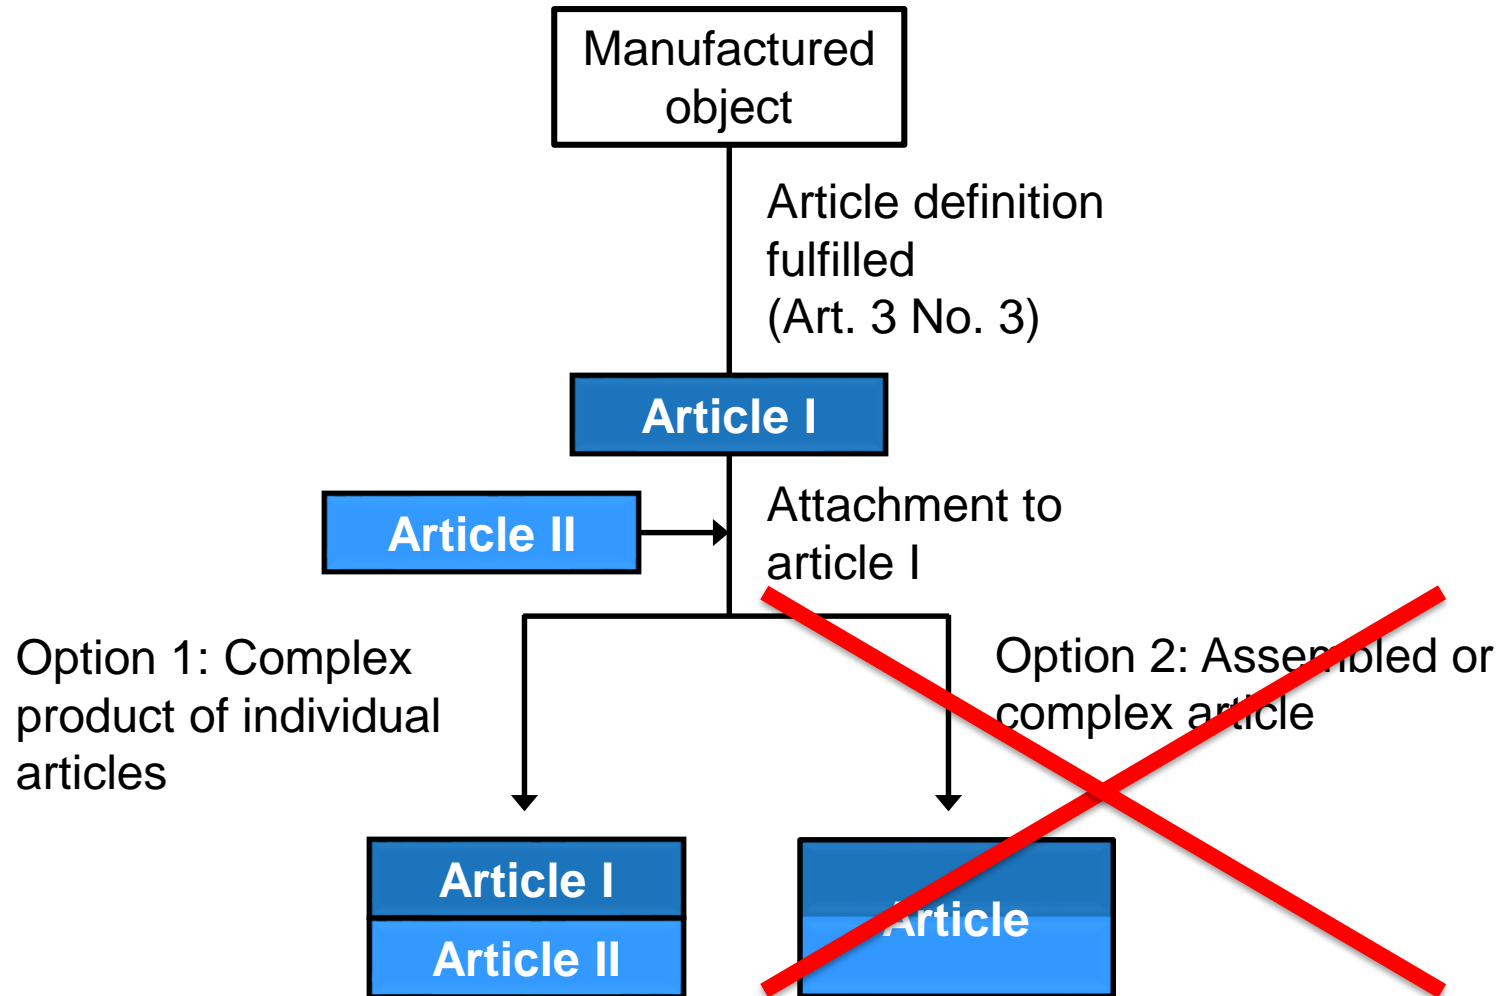 Manufactured
object
Article definition
fulfilled
(Art. 3 No. 3)
Article I
Article II
Attachment to
article I
Option 1: Complex
product of individual
articles
Option 2: Assembled or
complex article
Article I
Article II
Article